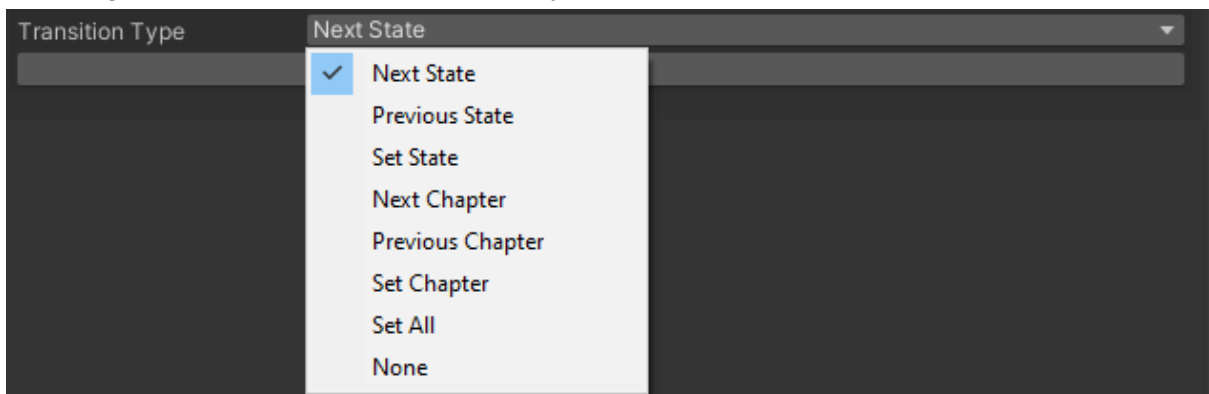 Transition Type
Next State
Next State
Previous State
Set State
Next Chapter
Previous Chapter
Set Chapter
Set All
None